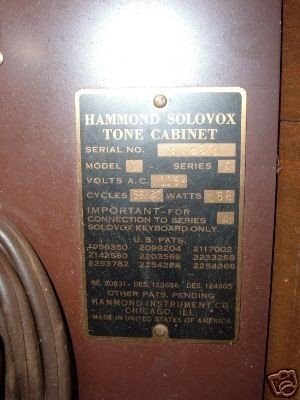 HAMMOND SOLOVOX
TONE CABINET
SERIAL NO.
MODEL SERIES
VOLTS A.C. 115
CYCLES WATTS
IMPORTANT-FOR
CONNECTION TO SERIES A
SOLOVOX KEYBOARD ONLY.
U.S. PATS.
2099204 2117002
2142580 2203569 2233258
2253782 2254284
RE. 20831 - DES. 123696 - DES. 124405
OTHER PATS. PENDING
HAMMOND INSTRUMENT CO.
CHICAGO, ILL.
MADE IN UNITED STATES OF AMERICA